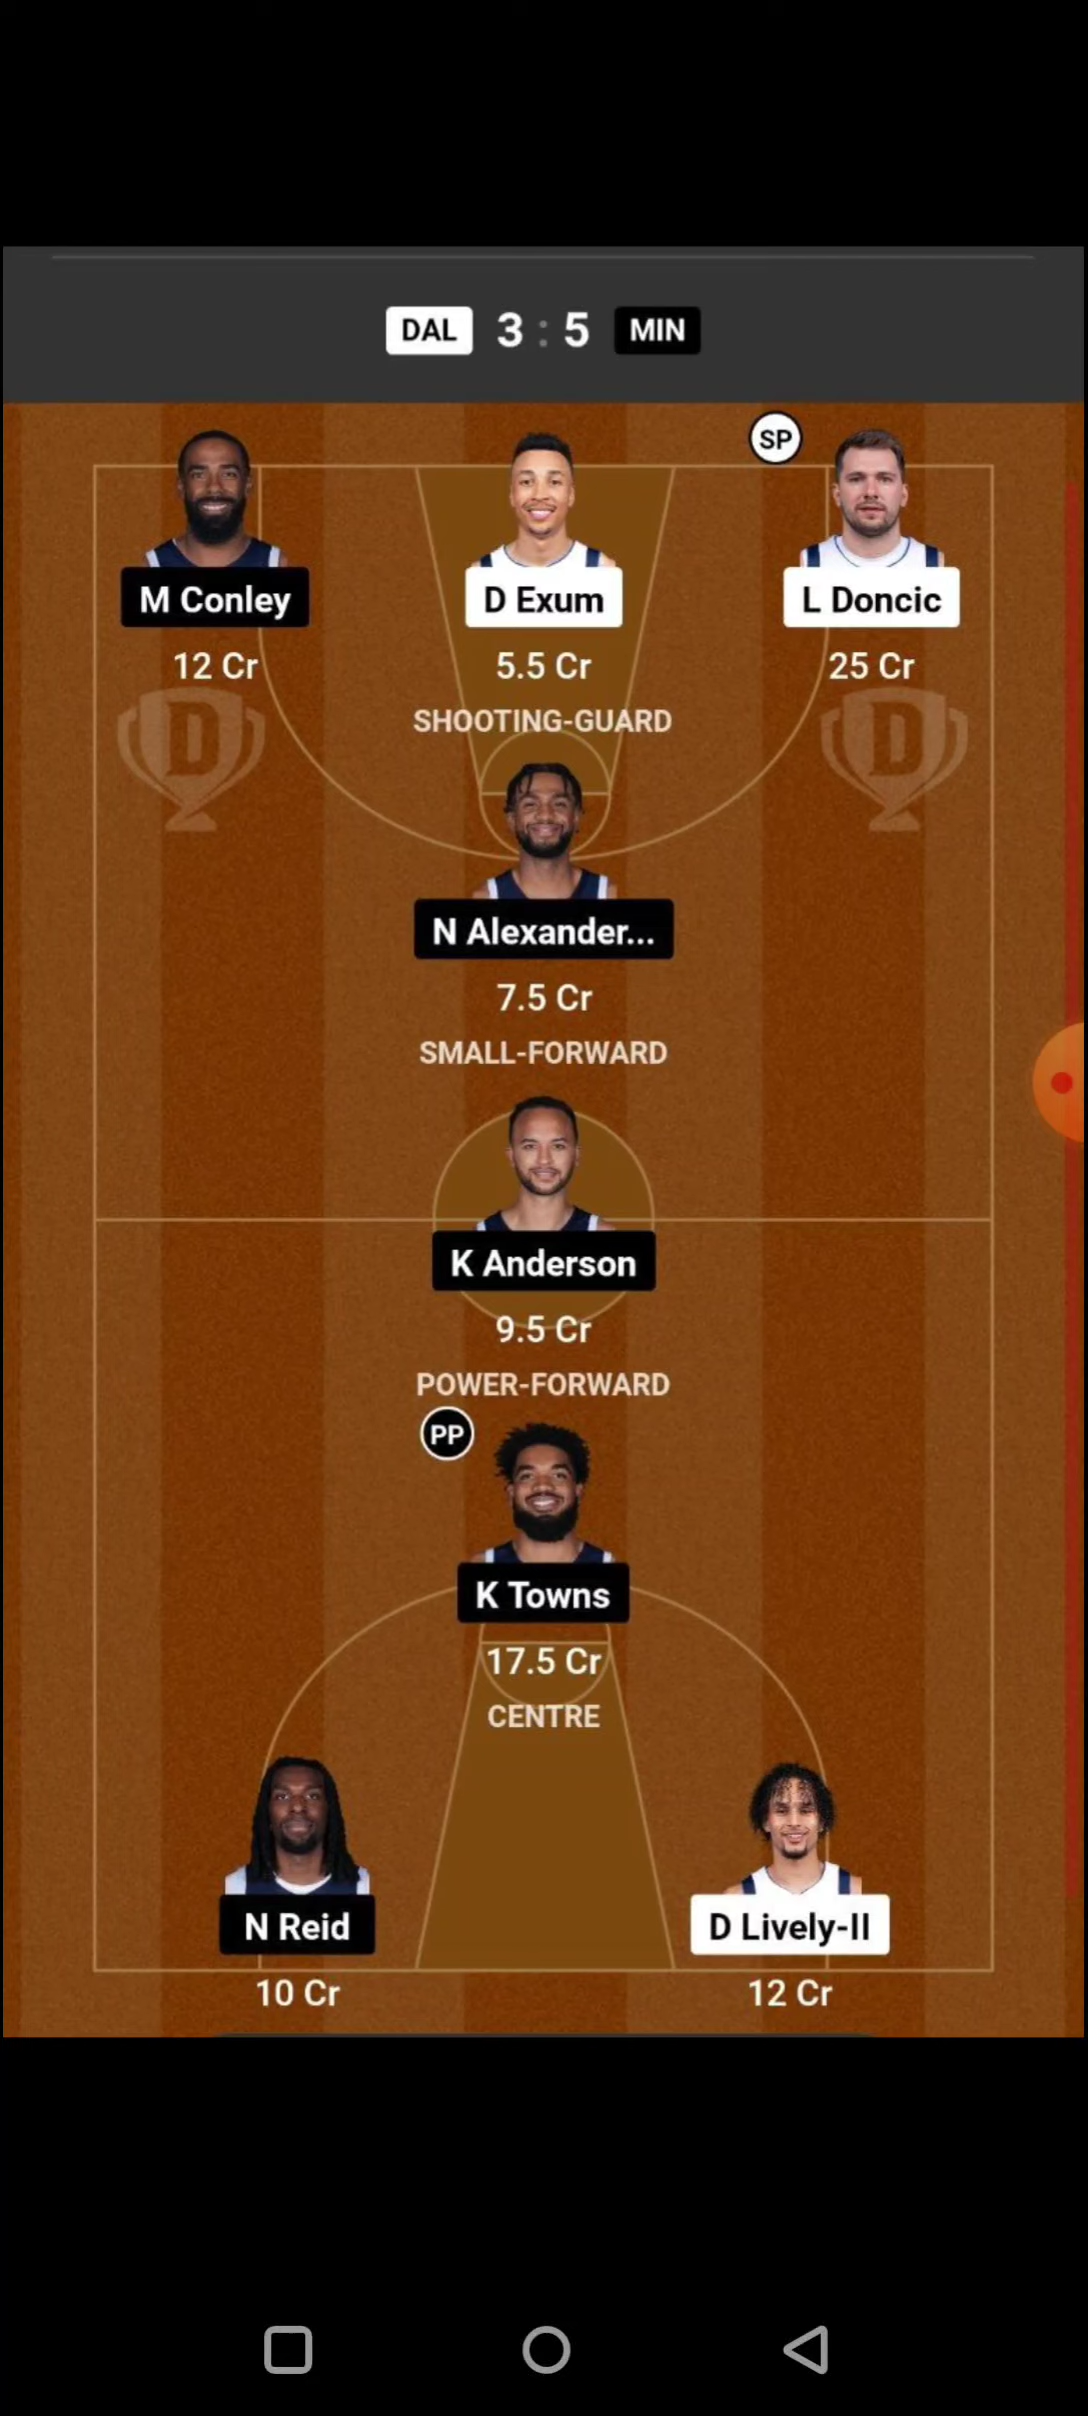 DAL 3 : 5 MIN
SP
M Conley D Exum L Doncic
12 Cr 5.5 Cr 25 Cr
SHOOTING-GUARD
D D
N Alexander...
7.5 Cr
SMALL-FORWARD
K Anderson
9.5 Cr
POWER-FORWARD
PP
K Towns
17.5 Cr
CENTRE
N Reid D Lively-II
10 Cr 12 Cr